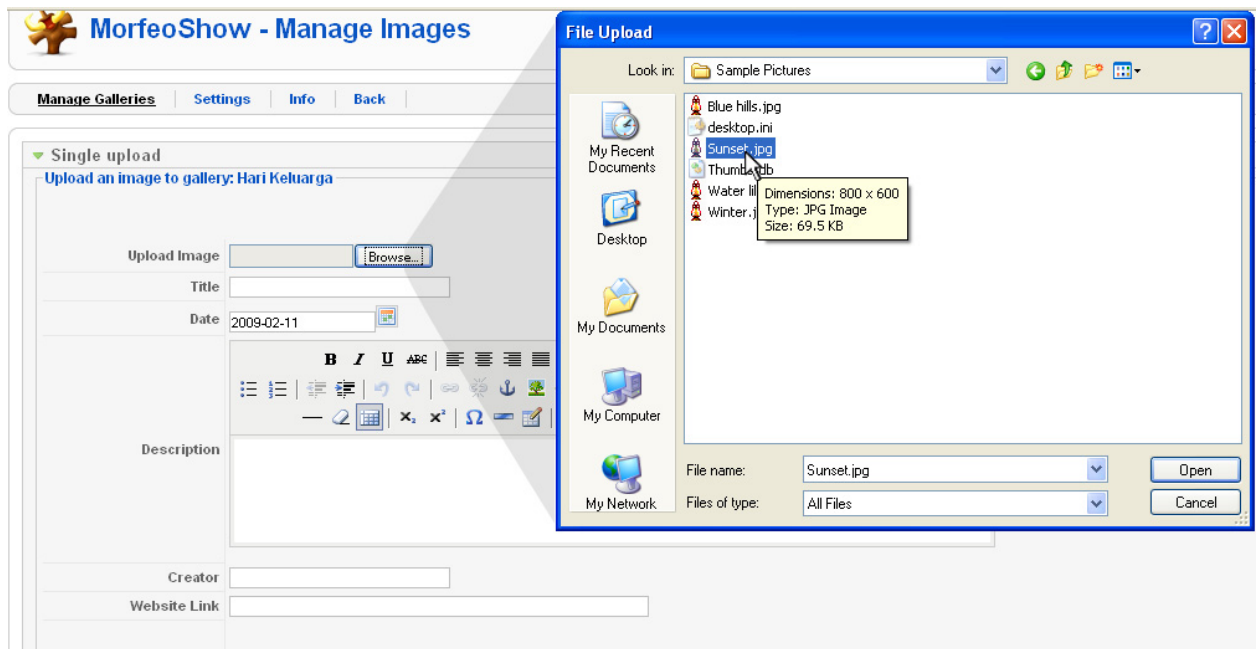 MorfeoShow - Manage Images
Manage Galleries
Settings
Info
Back
Single upload
Upload an image to gallery: Hari Keluarga
Upload Image
Browse...
Title
Date
2009-02-11
B I U ABC
Description
Creator
Website Link
File Upload
Look in:
Sample Pictures
My Recent
Documents
Desktop
My Documents
My Computer
My Network
Blue hills.jpg
desktop.ini
Sunset.jpg
Water lil
Winter.j
Dimensions: 800 x 600
Type: JPG Image
Size: 69.5 KB
File name:
Sunset.jpg
Open
Files of type:
All Files
Cancel